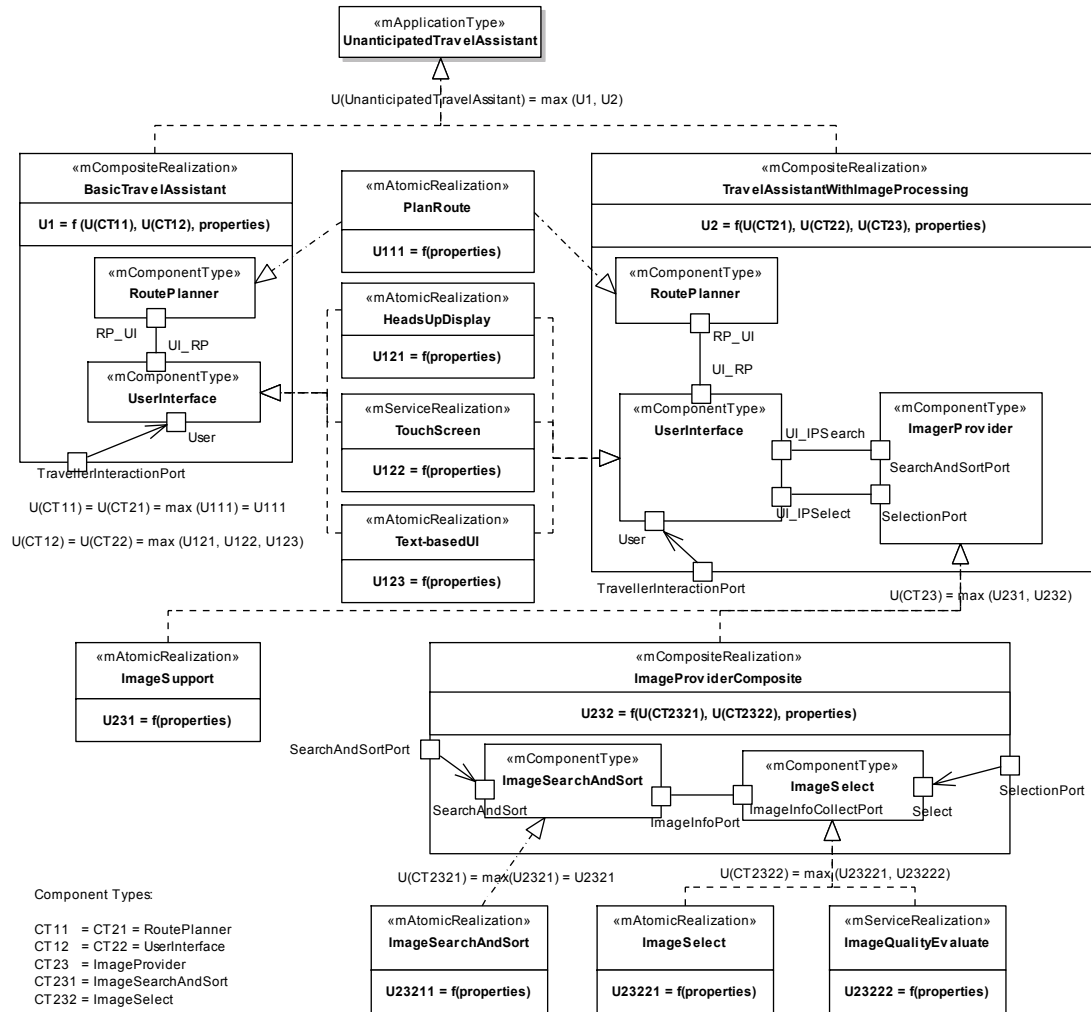 «mApplicationType»
UnanticipatedTravelAssistant
U(UnanticipatedTravelAssitant) = max (U1, U2)
«mCompositeRealization»
BasicTravelAssistant
U1 = f (U(CT11), U(CT12), properties)
«mComponentType»
RoutePlanner
RP_UI
UI_RP
«mComponentType»
UserInterface
User
TravellerInteractionPort
U(CT11) = U(CT21) = max (U111) = U111
U(CT12) = U(CT22) = max (U121, U122, U123)
«mAtomicRealization»
PlanRoute
U111 = f(properties)
«mAtomicRealization»
HeadsUpDisplay
U121 = f(properties)
«mServiceRealization»
TouchScreen
U122 = f(properties)
«mAtomicRealization»
Text-basedUI
U123 = f(properties)
«mCompositeRealization»
TravelAssistantWithImageProcessing
U2 = f(U(CT21), U(CT22), U(CT23), properties)
«mComponentType»
RoutePlanner
RP_UI
UI_RP
«mComponentType»
UserInterface
UI_IPSearch
UI_IPSelect
User
TravellerInteractionPort
«mComponentType»
ImagerProvider
SearchAndSortPort
SelectionPort
U(CT23) = max (U231, U232)
«mAtomicRealization»
ImageSupport
U231 = f(properties)
«mCompositeRealization»
ImageProviderComposite
U232 = f(U(CT2321), U(CT2322), properties)
SearchAndSortPort
«mComponentType»
ImageSearchAndSort
SearchAndSort
ImageInfoPort
«mComponentType»
ImageSelect
ImageInfoCollectPort
Select
SelectionPort
U(CT2321) = max(U2321) = U2321
U(CT2322) = max (U23221, U23222)
«mAtomicRealization»
ImageSearchAndSort
U23211 = f(properties)
«mAtomicRealization»
ImageSelect
U23221 = f(properties)
«mServiceRealization»
ImageQualityEvaluate
U23222 = f(properties)
Component Types:
CT11 = CT21 = RoutePlanner
CT12 = CT22 = UserInterface
CT23 = ImageProvider
CT231 = ImageSearchAndSort
CT232 = ImageSelect